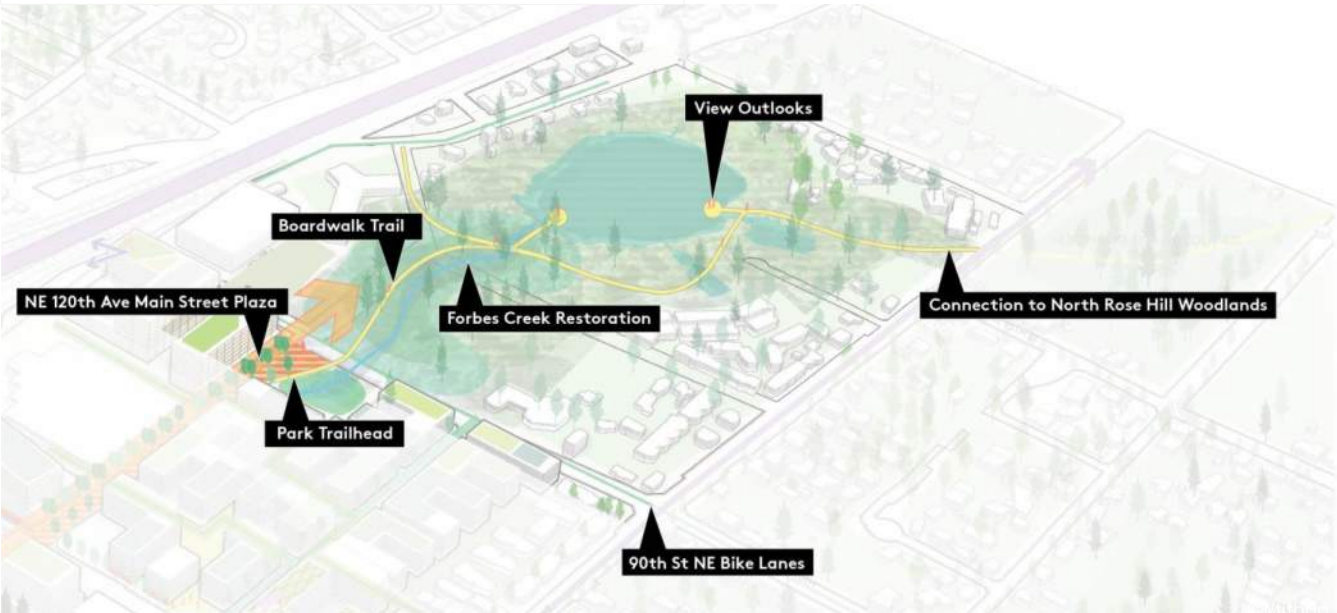 View Outlooks
Boardwalk Trail
NE 120th Ave Main Street Plaza
Forbes Creek Restoration
Connection to North Rose Hill Woodlands
Park Trailhead
90th St NE Bike Lanes